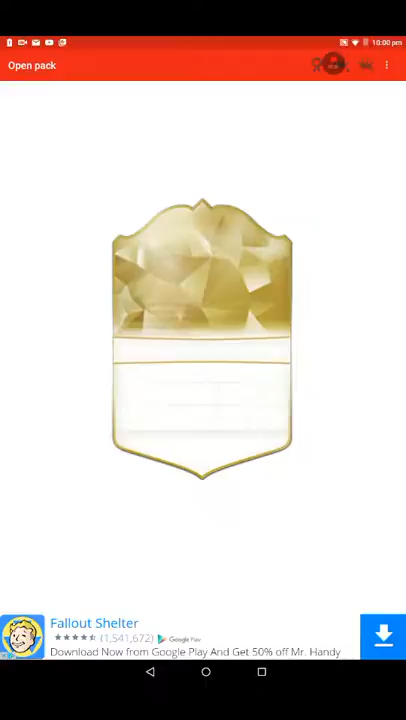 10:00 pm
Open pack
Fallout Shelter
(1,541,672) Google Play
Download Now from Google Play And Get 50% off Mr. Handy